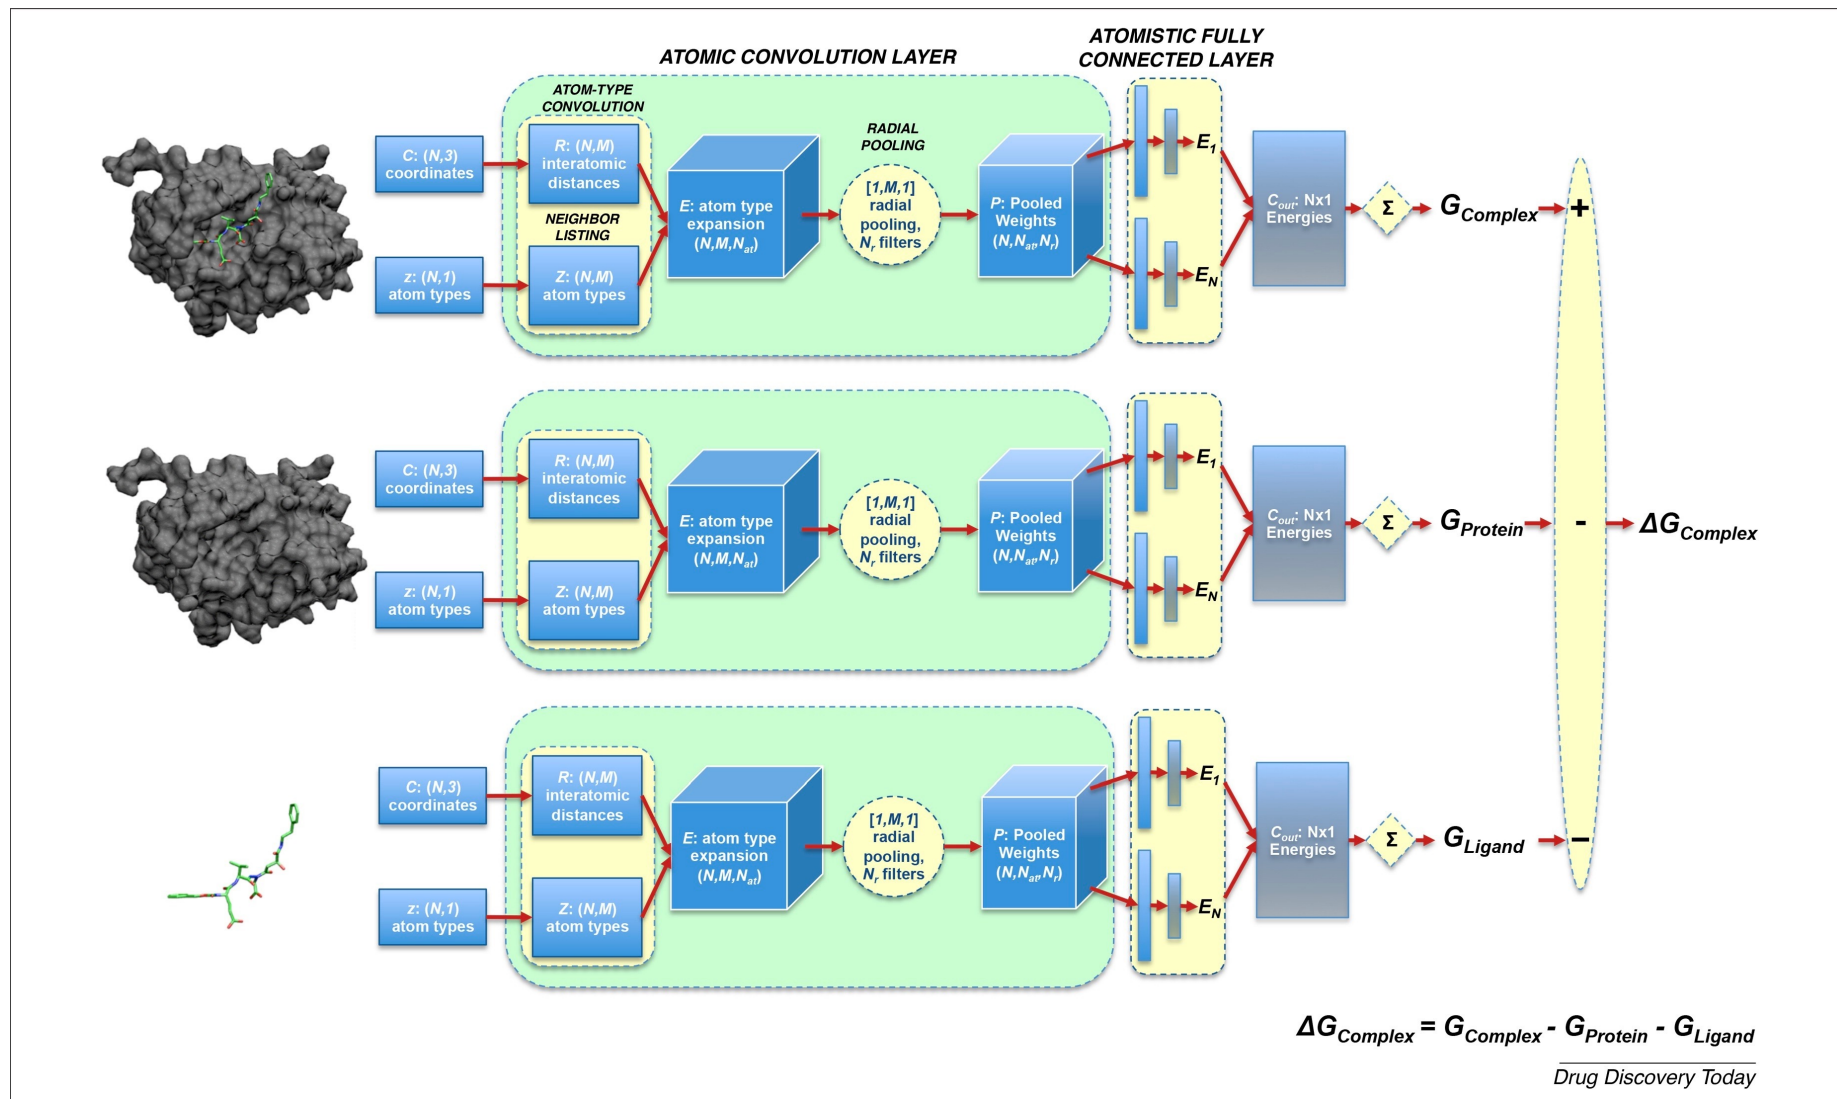 ATOMIC CONVOLUTION LAYER
ATOMISTIC FULLY
CONNECTED LAYER
ATOM-TYPE
CONVOLUTION
C: (N,3)
coordinates
R: (N,M)
interatomic
distances
NEIGHBOR
LISTING
z: (N,1)
atom types
Z: (N,M)
atom types
E: atom type
expansion
(N,M,Nat)
RADIAL
POOLING
[1,M,1]
radial
pooling,
Nr filters
P: Pooled
Weights
(N,Nat,Nr)
E1
EN
Cout: Nx1
Energies
Σ
GComplex
+
C: (N,3)
coordinates
R: (N,M)
interatomic
distances
z: (N,1)
atom types
Z: (N,M)
atom types
E: atom type
expansion
(N,M,Nat)
[1,M,1]
radial
pooling,
Nr filters
P: Pooled
Weights
(N,Nat,Nr)
E1
EN
Cout: Nx1
Energies
Σ
GProtein
-
ΔGComplex
C: (N,3)
coordinates
R: (N,M)
interatomic
distances
z: (N,1)
atom types
Z: (N,M)
atom types
E: atom type
expansion
(N,M,Nat)
[1,M,1]
radial
pooling,
Nr filters
P: Pooled
Weights
(N,Nat,Nr)
E1
EN
Cout: Nx1
Energies
Σ
GLigand
–
ΔGComplex = GComplex - GProtein - GLigand
Drug Discovery Today